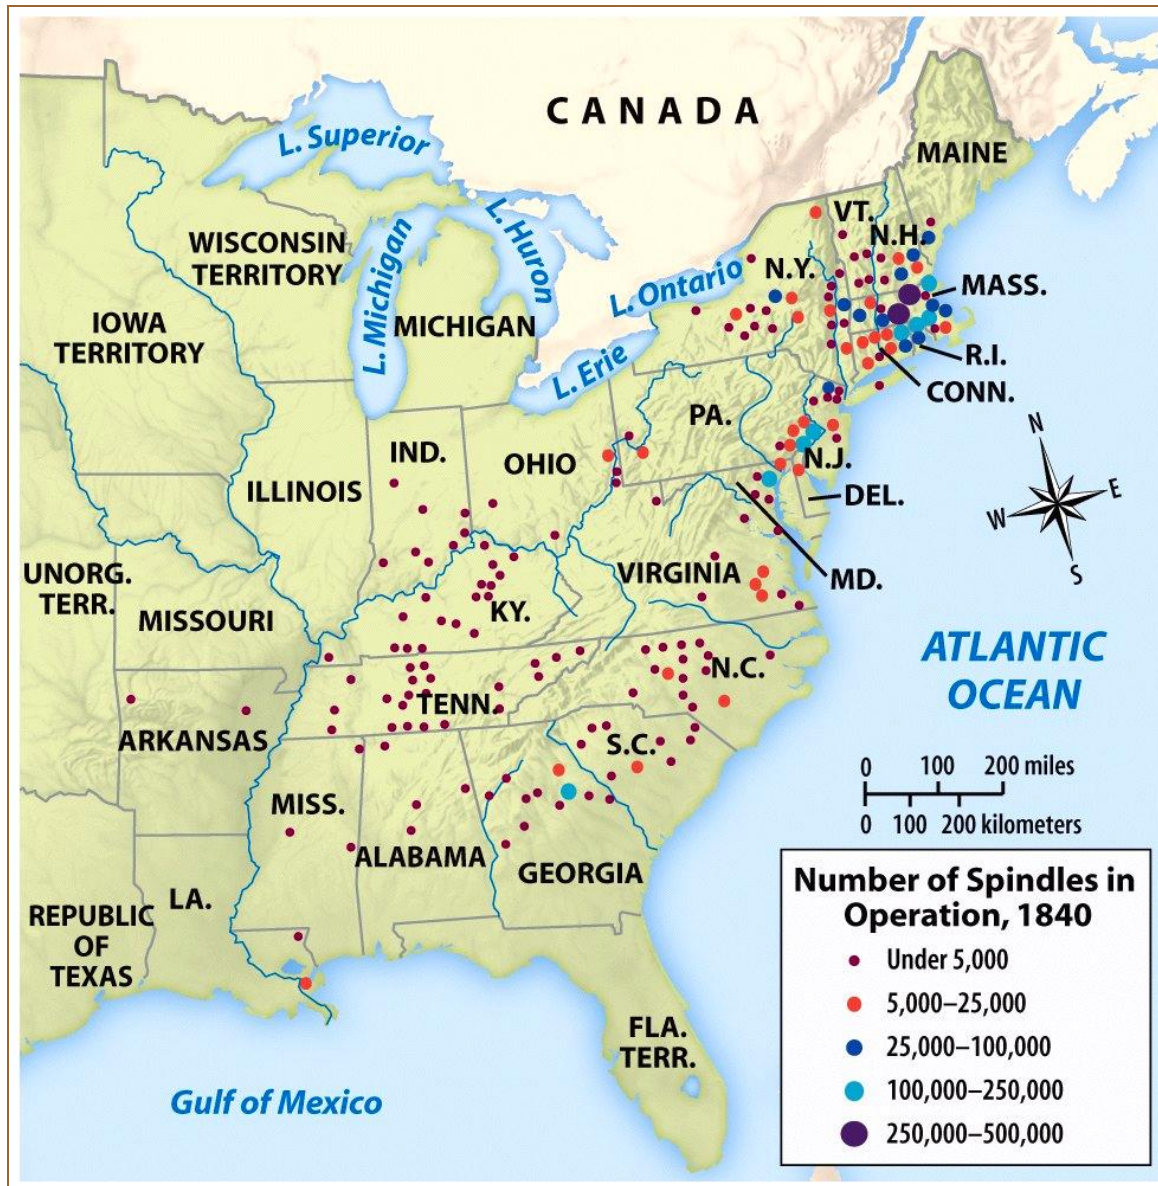 CANADA
L. Superior
MAINE
L. Huron
VT.
N.H.
WISCONSIN
TERRITORY
L. Michigan
N.Y.
L. Ontario
MASS.
IOWA
TERRITORY
MICHIGAN
L. Erie
R.I.
CONN.
PA.
IND.
OHIO
N.J.
ILLINOIS
DEL.
N
E
W
S
UNORG.
TERR.
VIRGINIA
MD.
MISSOURI
KY.
ATLANTIC
OCEAN
N.C.
TENN.
ARKANSAS
S.C.
0 100 200 miles
0 100 200 kilometers
MISS.
ALABAMA
GEORGIA
LA.
REPUBLIC
OF
TEXAS
FLA.
TERR.
Gulf of Mexico
Number of Spindles in
Operation, 1840
Under 5,000
5,000–25,000
25,000–100,000
100,000–250,000
250,000–500,000